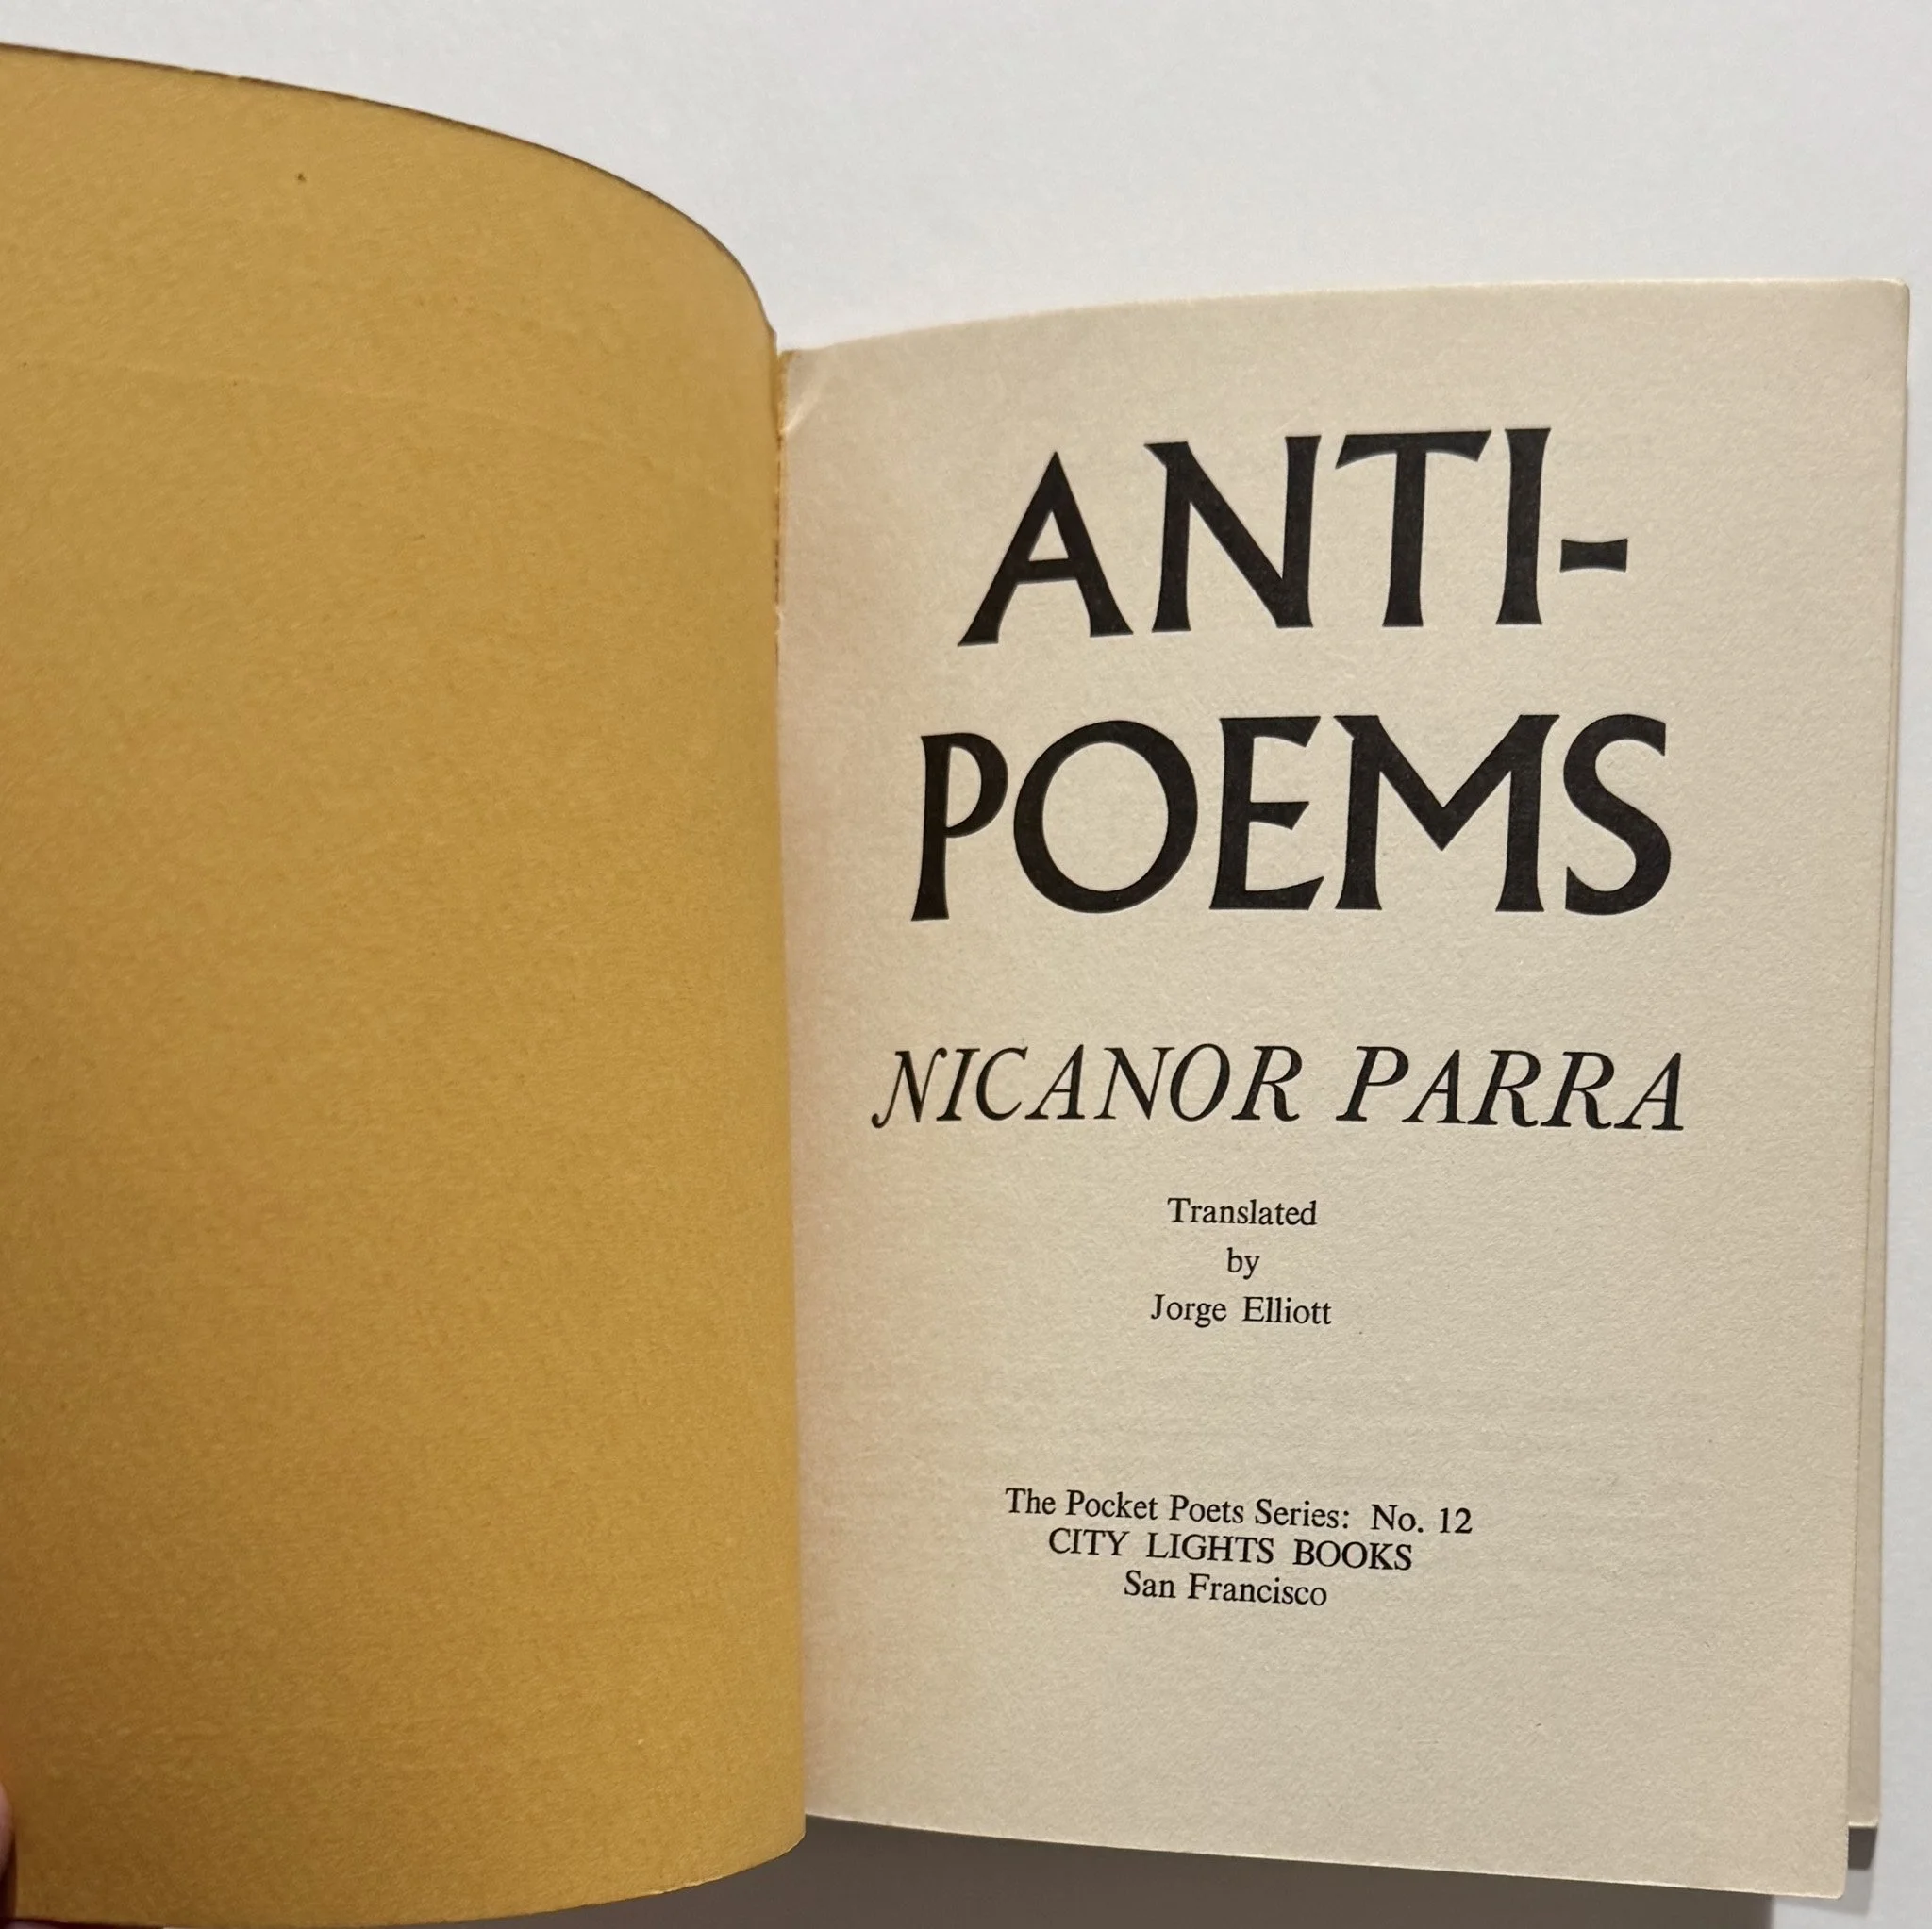 ANTI-
POEMS
NICANOR PARRA
Translated
by
Jorge Elliott
The Pocket Poets Series: No. 12
CITY LIGHTS BOOKS
San Francisco